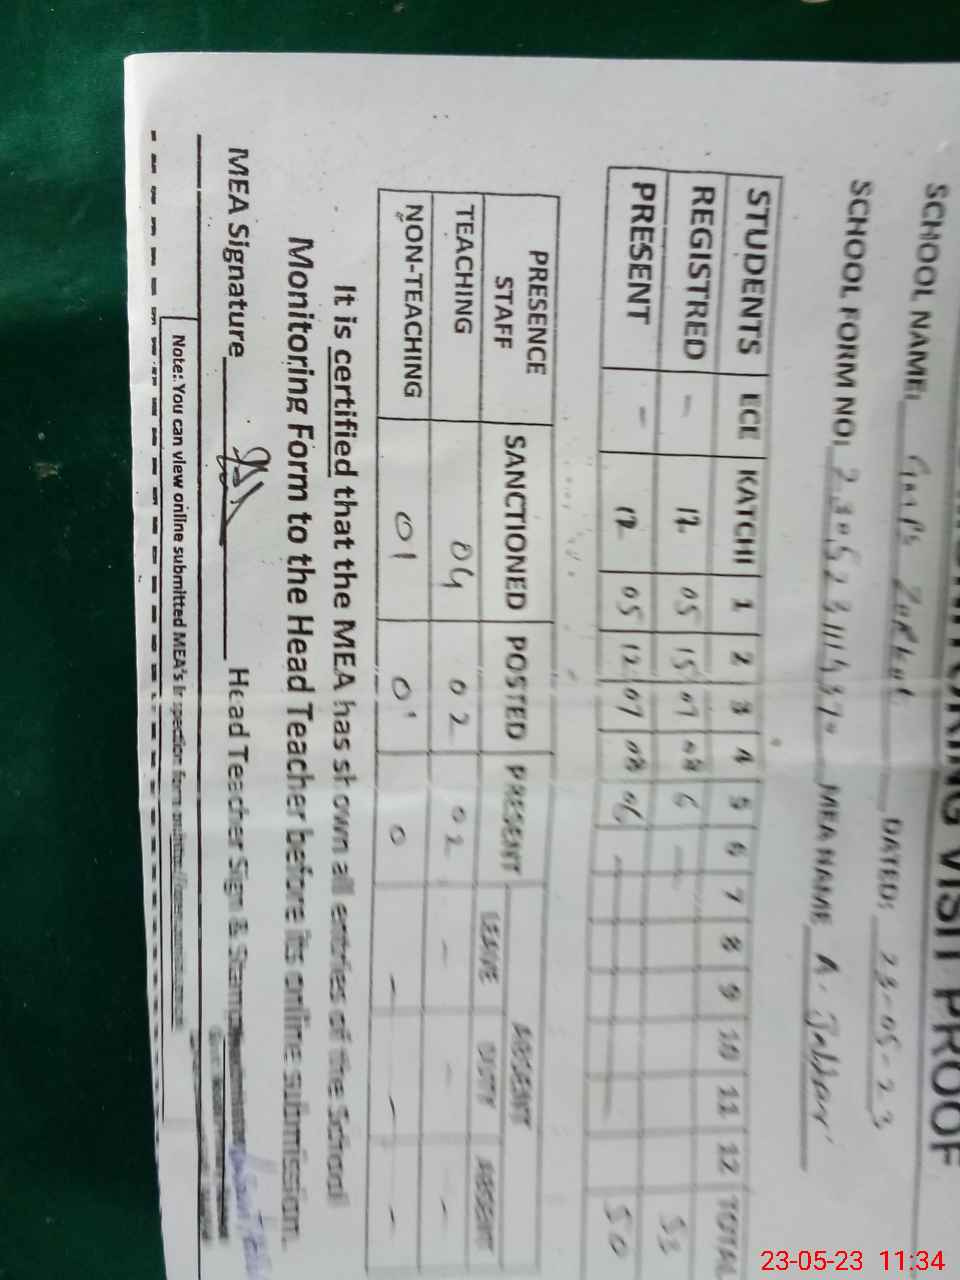 MONITORING VISIT PROOF
SCHOOL NAME: GMPS DATED: 23-05-23
SCHOOL FORM NO: MEA NAME A. Jabbar
STUDENTS ECE KATCHI 1 2 3 4 5 6 7 8 9 10 11 12 TOTAL
REGISTRED - 12 05 15 07 08 6 - 53
PRESENT - 12 05 12 07 08 06 - 50
PRESENCE STAFF SANCTIONED POSTED PRESENT ABSENT
LEAVE DUTY ABSENT
TEACHING 04 02 02 - - -
NON-TEACHING 01 01 0 - - -
It is certified that the MEA has shown all entries of the School
Monitoring Form to the Head Teacher before its online submission.
MEA Signature Head Teacher Sign & Stamp
Note: You can view online submitted MEA's Inspection form on
23-05-23 11:34